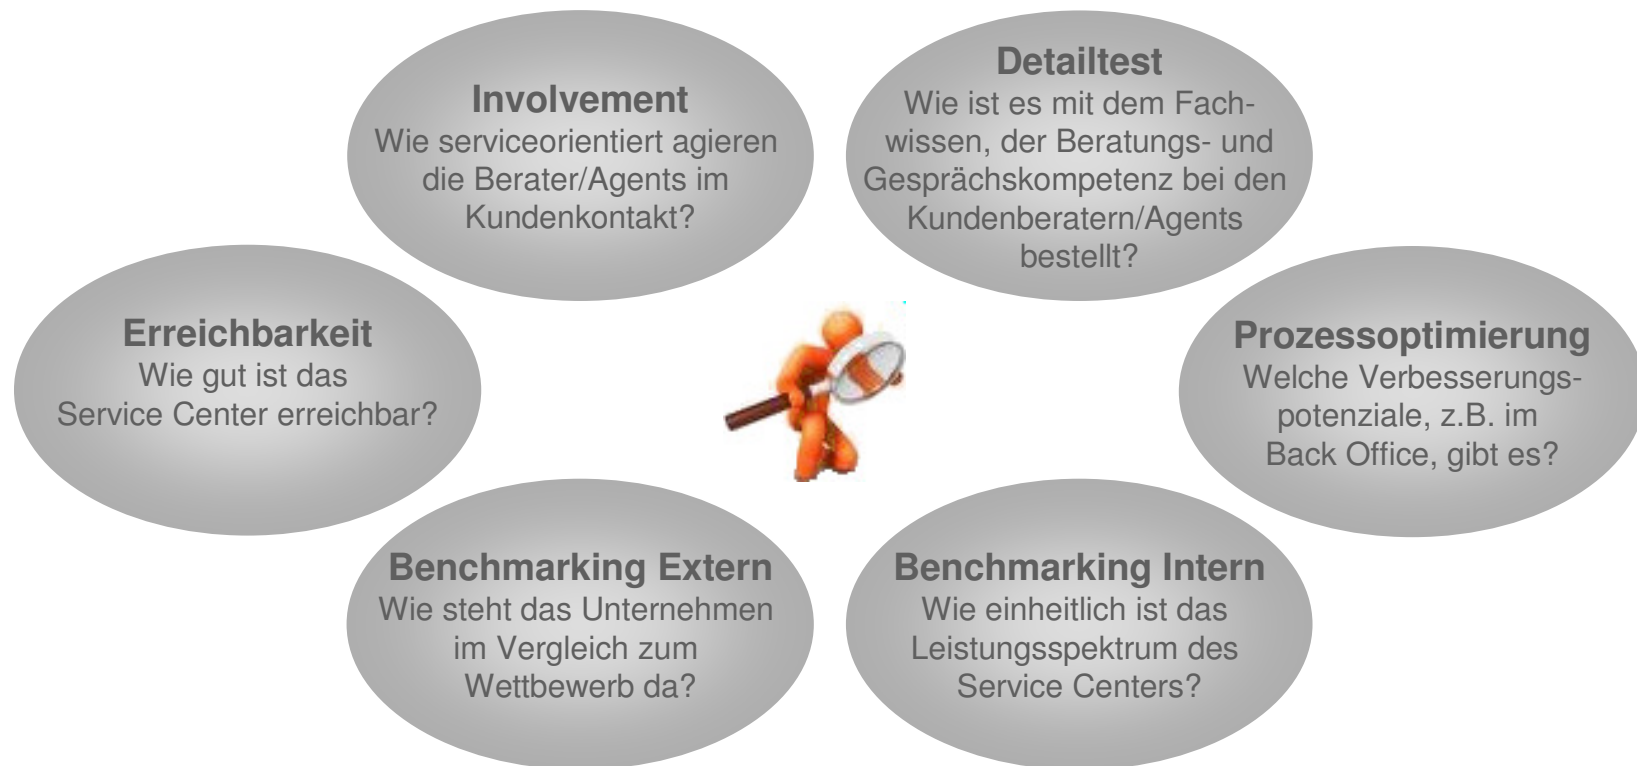 Involvement
Wie serviceorientiert agieren
die Berater/Agents im
Kundenkontakt?
Detailtest
Wie ist es mit dem Fach-
wissen, der Beratungs- und
Gesprächskompetenz bei den
Kundenberatern/Agents
bestellt?
Erreichbarkeit
Wie gut ist das
Service Center erreichbar?
Prozessoptimierung
Welche Verbesserungs-
potenziale, z.B. im
Back Office, gibt es?
Benchmarking Extern
Wie steht das Unternehmen
im Vergleich zum
Wettbewerb da?
Benchmarking Intern
Wie einheitlich ist das
Leistungsspektrum des
Service Centers?